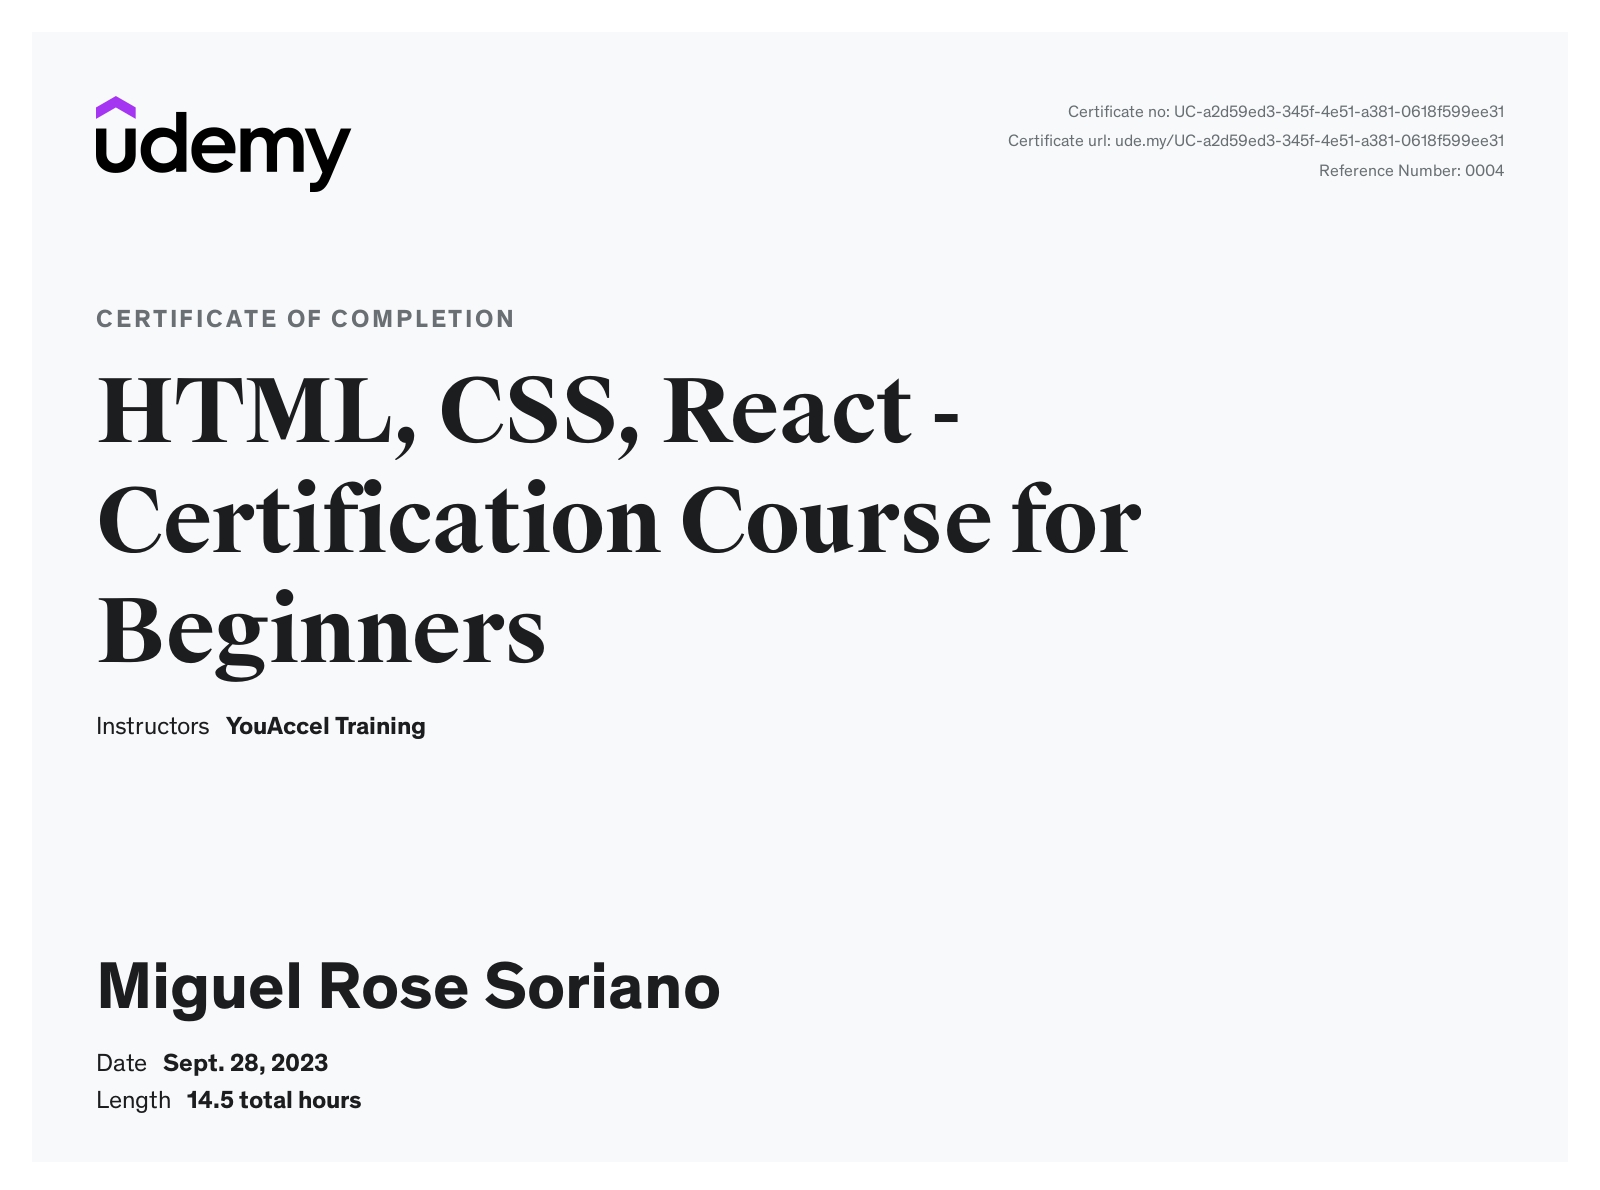 udemy
Certificate no: UC-a2d59ed3-345f-4e51-a381-0618f599ee31
Certificate url: ude.my/UC-a2d59ed3-345f-4e51-a381-0618f599ee31
Reference Number: 0004
CERTIFICATE OF COMPLETION
HTML, CSS, React -
Certification Course for
Beginners
Instructors YouAccel Training
Miguel Rose Soriano
Date Sept. 28, 2023
Length 14.5 total hours